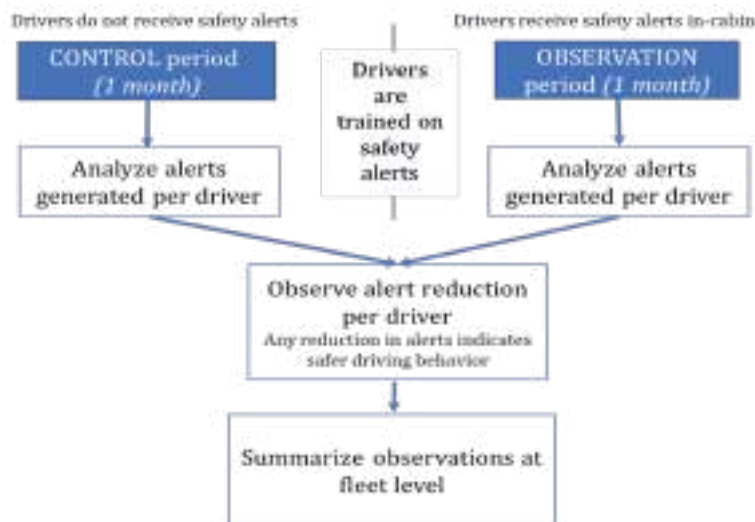 Drivers do not receive safety alerts
CONTROL period
(1 month)
Analyze alerts
generated per driver
Drivers
are
trained on
safety
alerts
Drivers receive safety alerts in-cabin
OBSERVATION
period (1 month)
Analyze alerts
generated per driver
Observe alert reduction
per driver
Any reduction in alerts indicates
safer driving behavior
Summarize observations at
fleet level